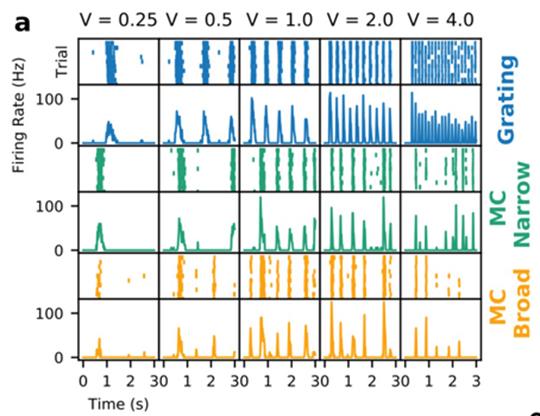 a
V = 0.25 V = 0.5 V = 1.0 V = 2.0 V = 4.0
Trial
Firing Rate (Hz)
100
0
Grating
100
0
MC
Narrow
100
0
MC
Broad
0 1 2 30 1 2 30 1 2 30 1 2 30 1 2 3
Time (s)